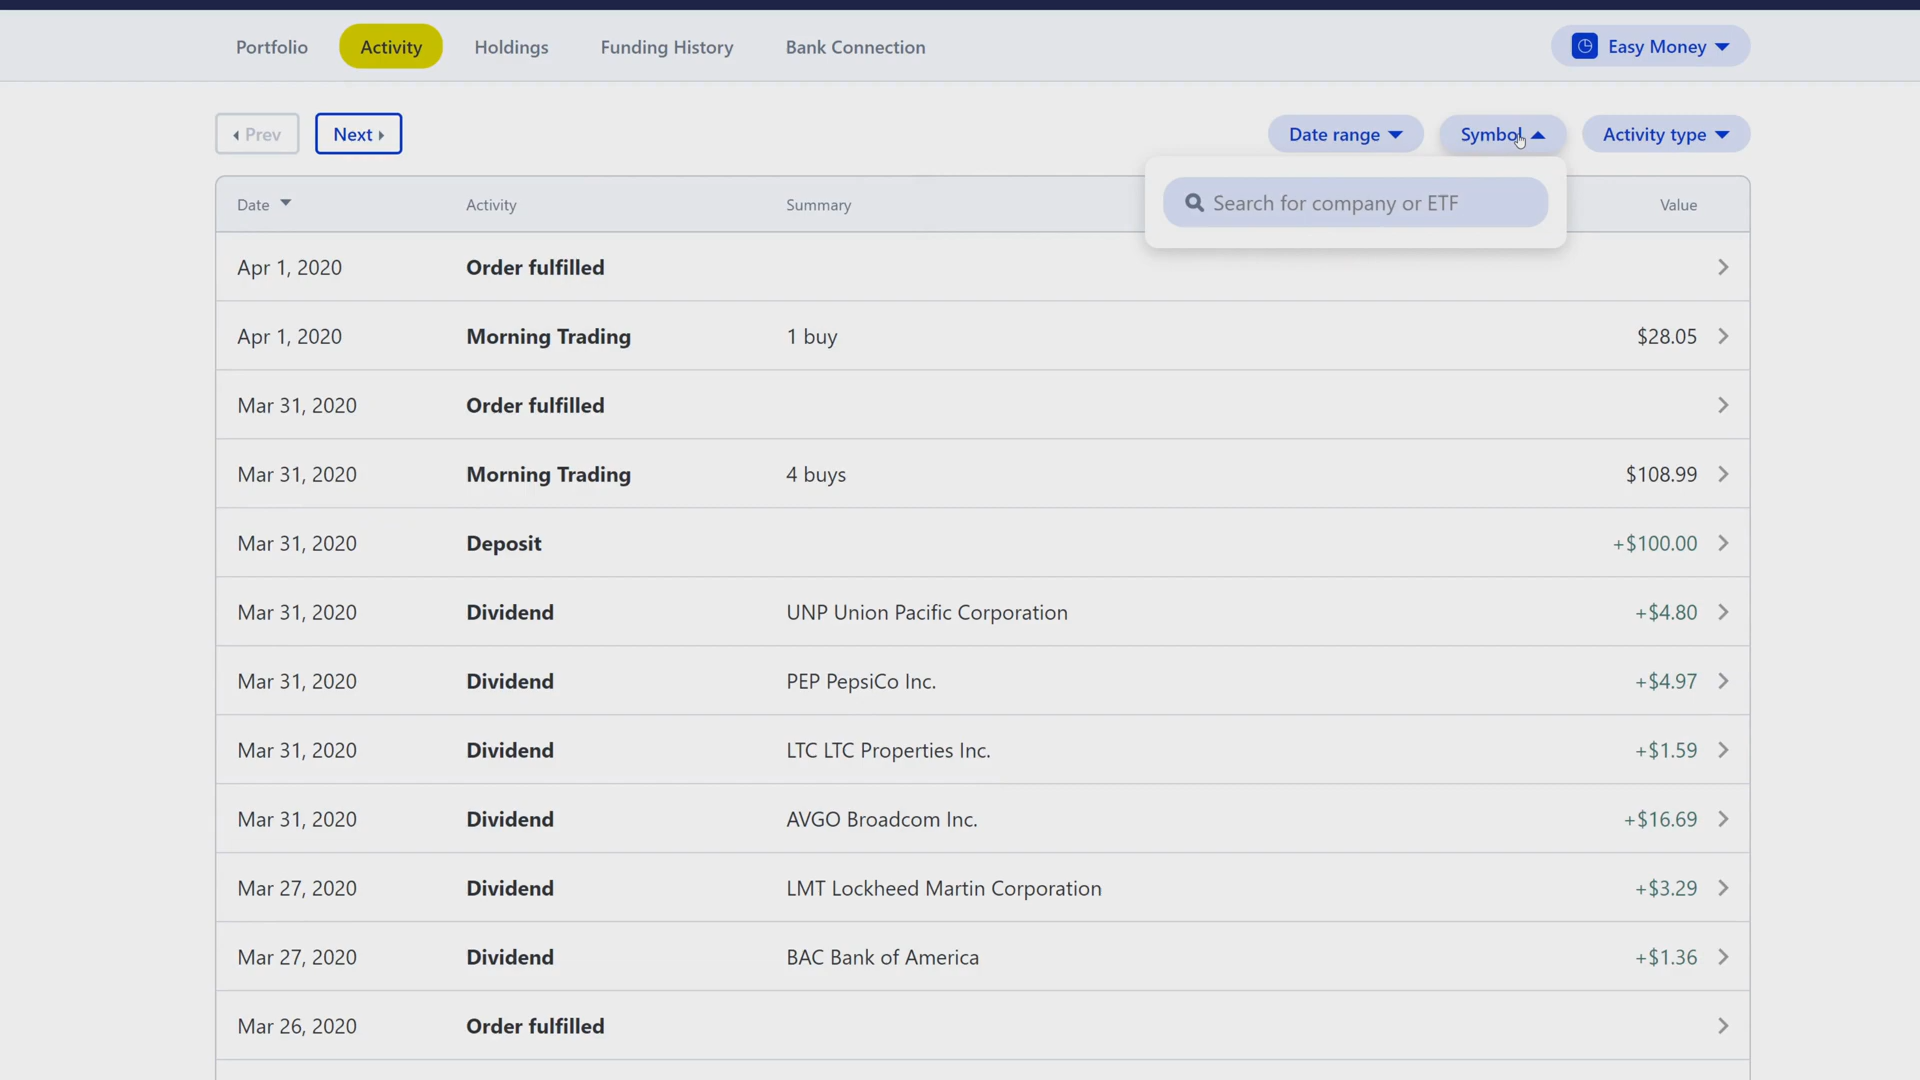 Portfolio Activity Holdings Funding History Bank Connection Easy Money
Prev Next Date range Symbol Activity type
Search for company or ETF
Date Activity Summary Value
Apr 1, 2020 Order fulfilled
Apr 1, 2020 Morning Trading 1 buy $28.05
Mar 31, 2020 Order fulfilled
Mar 31, 2020 Morning Trading 4 buys $108.99
Mar 31, 2020 Deposit +$100.00
Mar 31, 2020 Dividend UNP Union Pacific Corporation +$4.80
Mar 31, 2020 Dividend PEP PepsiCo Inc. +$4.97
Mar 31, 2020 Dividend LTC LTC Properties Inc. +$1.59
Mar 31, 2020 Dividend AVGO Broadcom Inc. +$16.69
Mar 27, 2020 Dividend LMT Lockheed Martin Corporation +$3.29
Mar 27, 2020 Dividend BAC Bank of America +$1.36
Mar 26, 2020 Order fulfilled